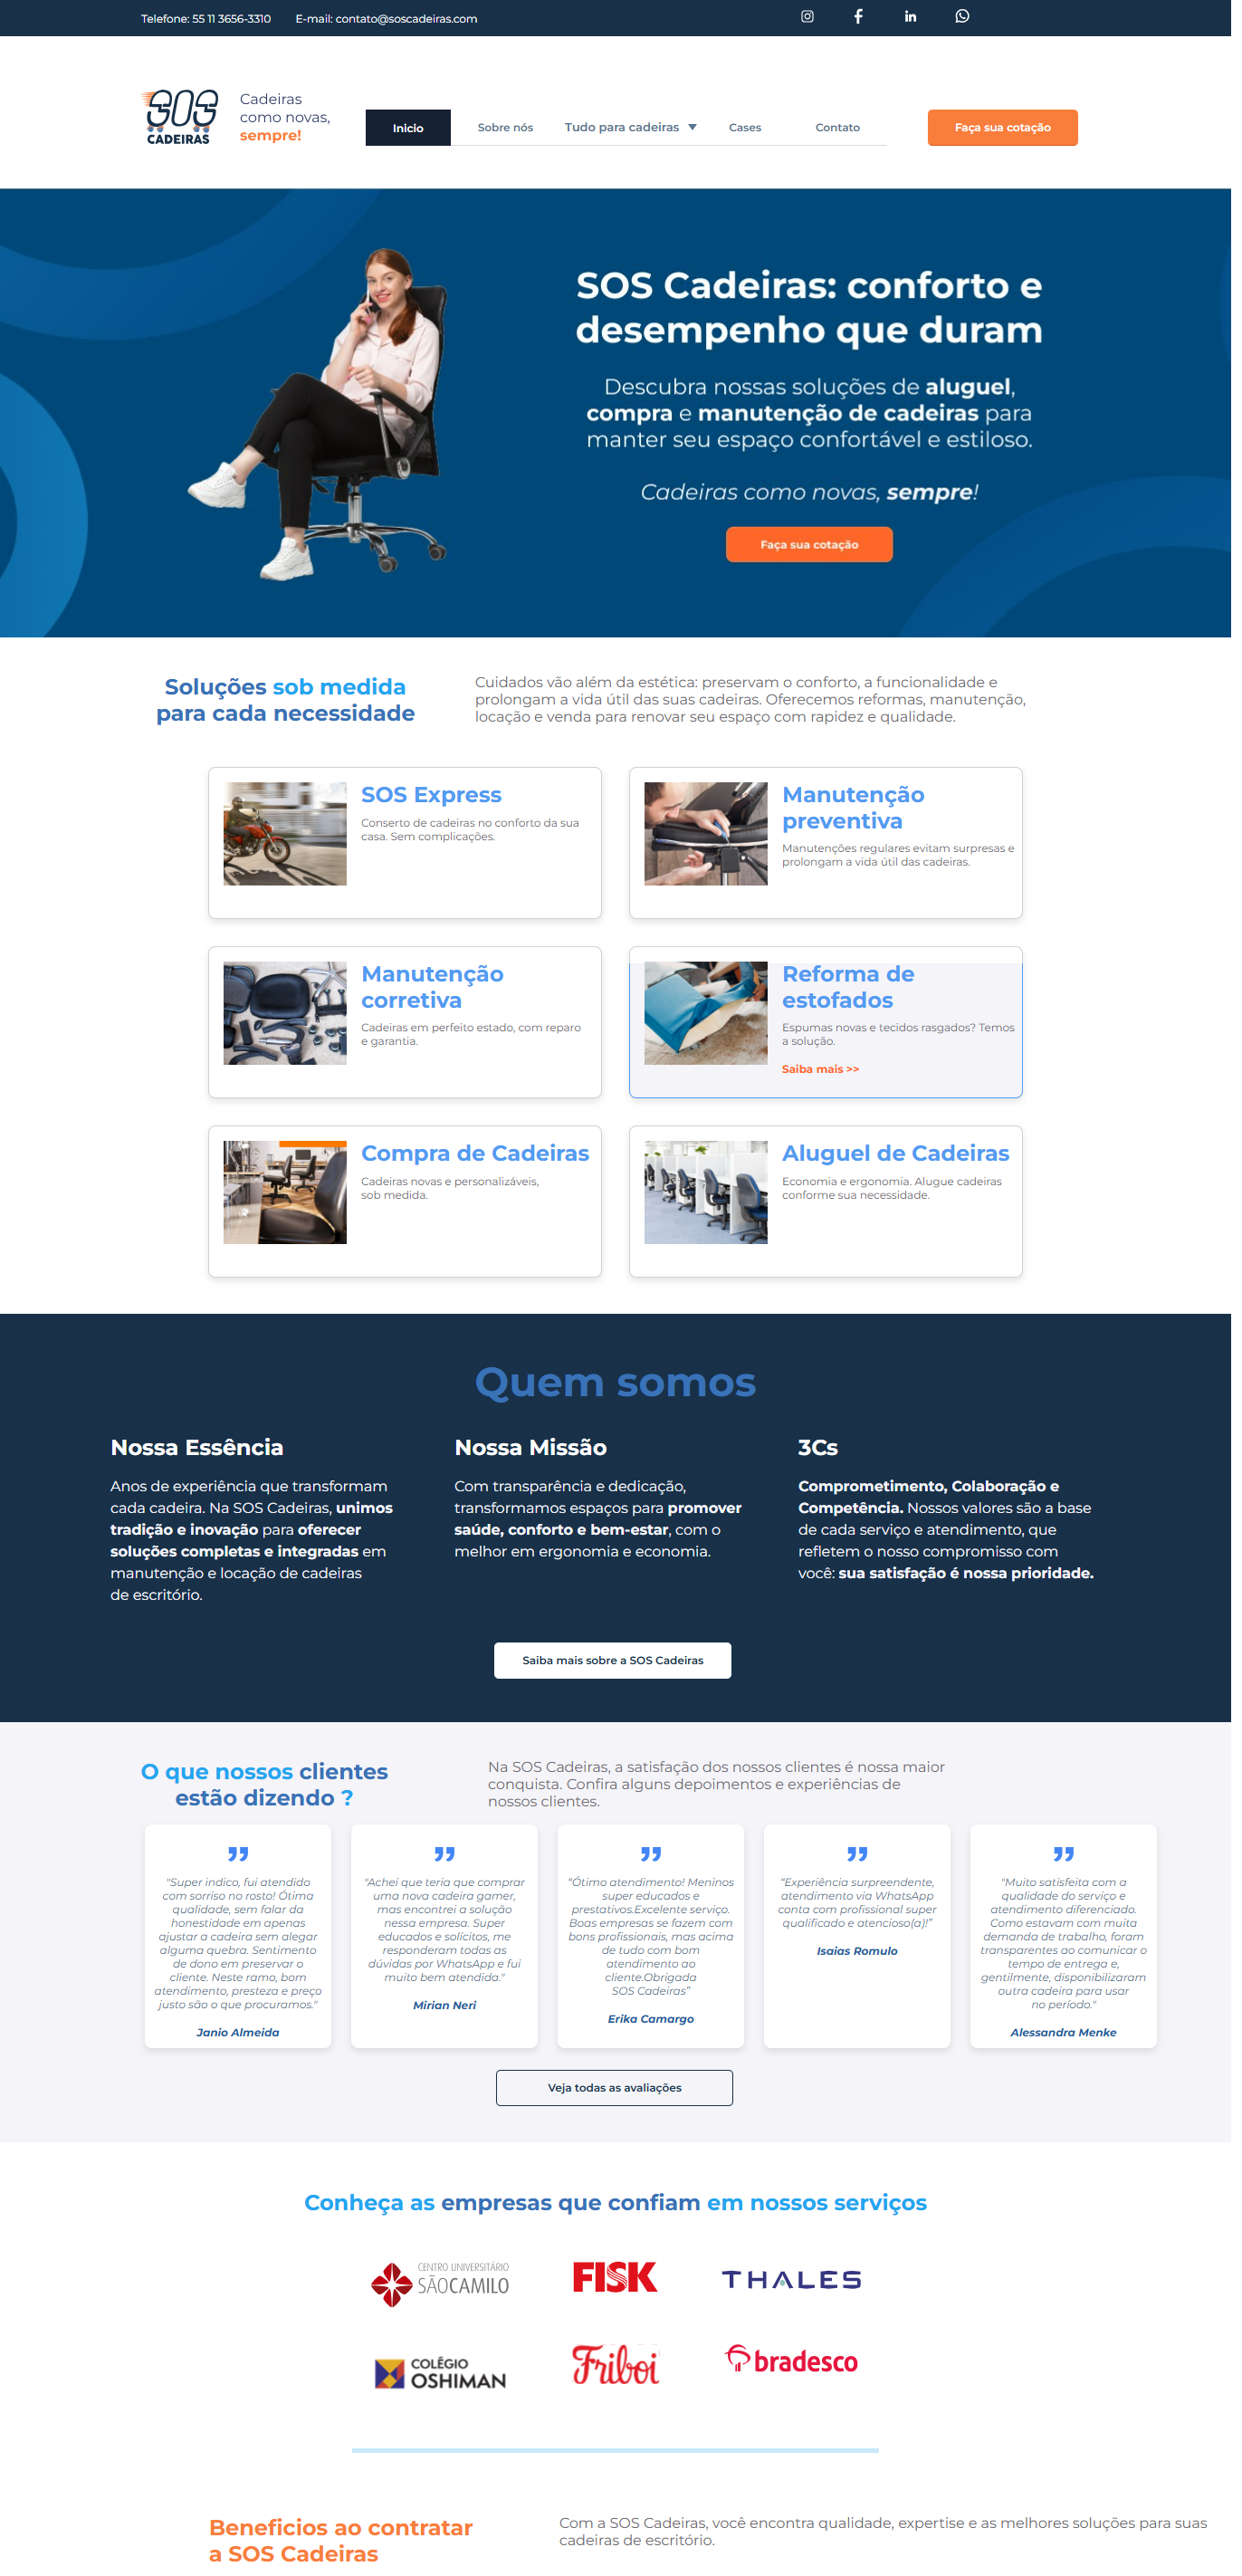 Telefone: 55 11 3656-3310 E-mail: contato@soscadeiras.com
SOS
CADEIRAS
Cadeiras
como novas,
sempre!
Inicio Sobre nós Tudo para cadeiras Cases Contato Faça sua cotação
SOS Cadeiras: conforto e
desempenho que duram
Descubra nossas soluções de aluguel,
compra e manutenção de cadeiras para
manter seu espaço confortável e estiloso.
Cadeiras como novas, sempre!
Faça sua cotação
Soluções sob medida
para cada necessidade
Cuidados vão além da estética: preservam o conforto, a funcionalidade e
prolongam a vida útil das suas cadeiras. Oferecemos reformas, manutenção,
locação e venda para renovar seu espaço com rapidez e qualidade.
SOS Express
Conserto de cadeiras no conforto da sua
casa. Sem complicações.
Manutenção
preventiva
Manutenções regulares evitam surpresas e
prolongam a vida útil das cadeiras.
Manutenção
corretiva
Cadeiras em perfeito estado, com reparo
e garantia.
Reforma de
estofados
Espumas novas e tecidos rasgados? Temos
a solução.
Saiba mais >>
Compra de Cadeiras
Cadeiras novas e personalizáveis,
sob medida.
Aluguel de Cadeiras
Economia e ergonomia. Alugue cadeiras
conforme sua necessidade.
Quem somos
Nossa Essência
Anos de experiência que transformam
cada cadeira. Na SOS Cadeiras, unimos
tradição e inovação para oferecer
soluções completas e integradas em
manutenção e locação de cadeiras
de escritório.
Nossa Missão
Com transparência e dedicação,
transformamos espaços para promover
saúde, conforto e bem-estar, com o
melhor em ergonomia e economia.
3Cs
Comprometimento, Colaboração e
Competência. Nossos valores são a base
de cada serviço e atendimento, que
refletem o nosso compromisso com
você: sua satisfação é nossa prioridade.
Saiba mais sobre a SOS Cadeiras
O que nossos clientes
estão dizendo ?
Na SOS Cadeiras, a satisfação dos nossos clientes é nossa maior
conquista. Confira alguns depoimentos e experiências de
nossos clientes.
”
"Super indico, fui atendido
com sorriso no rosto! Ótima
qualidade, sem falar da
honestidade em apenas
ajustar a cadeira sem alegar
alguma quebra. Sentimento
de dono em preservar o
cliente. Neste ramo, bom
atendimento, presteza e preço
justo são o que procuramos."
Janio Almeida
”
"Achei que teria que comprar
uma nova cadeira gamer,
mas encontrei a solução
nessa empresa. Super
educados e solícitos, me
responderam todas as
dúvidas por WhatsApp e fui
muito bem atendida."
Mirian Neri
”
“Ótimo atendimento! Meninos
super educados e
prestativos.Excelente serviço.
Boas empresas se fazem com
bons profissionais, mas acima
de tudo com bom
atendimento ao
cliente.Obrigada
SOS Cadeiras”
Erika Camargo
”
“Experiência surpreendente,
atendimento via WhatsApp
conta com profissional super
qualificado e atencioso(a)!”
Isaias Romulo
”
"Muito satisfeita com a
qualidade do serviço e
atendimento diferenciado.
Como estavam com muita
demanda de trabalho, foram
transparentes ao comunicar o
tempo de entrega e,
gentilmente, disponibilizaram
outra cadeira para usar
no período."
Alessandra Menke
Veja todas as avaliações
Conheça as empresas que confiam em nossos serviços
CENTRO UNIVERSITÁRIO
SÃOCAMILO
FISK
THALES
COLÉGIO
OSHIMAN
Friboi
bradesco
Beneficios ao contratar
a SOS Cadeiras
Com a SOS Cadeiras, você encontra qualidade, expertise e as melhores soluções para suas
cadeiras de escritório.